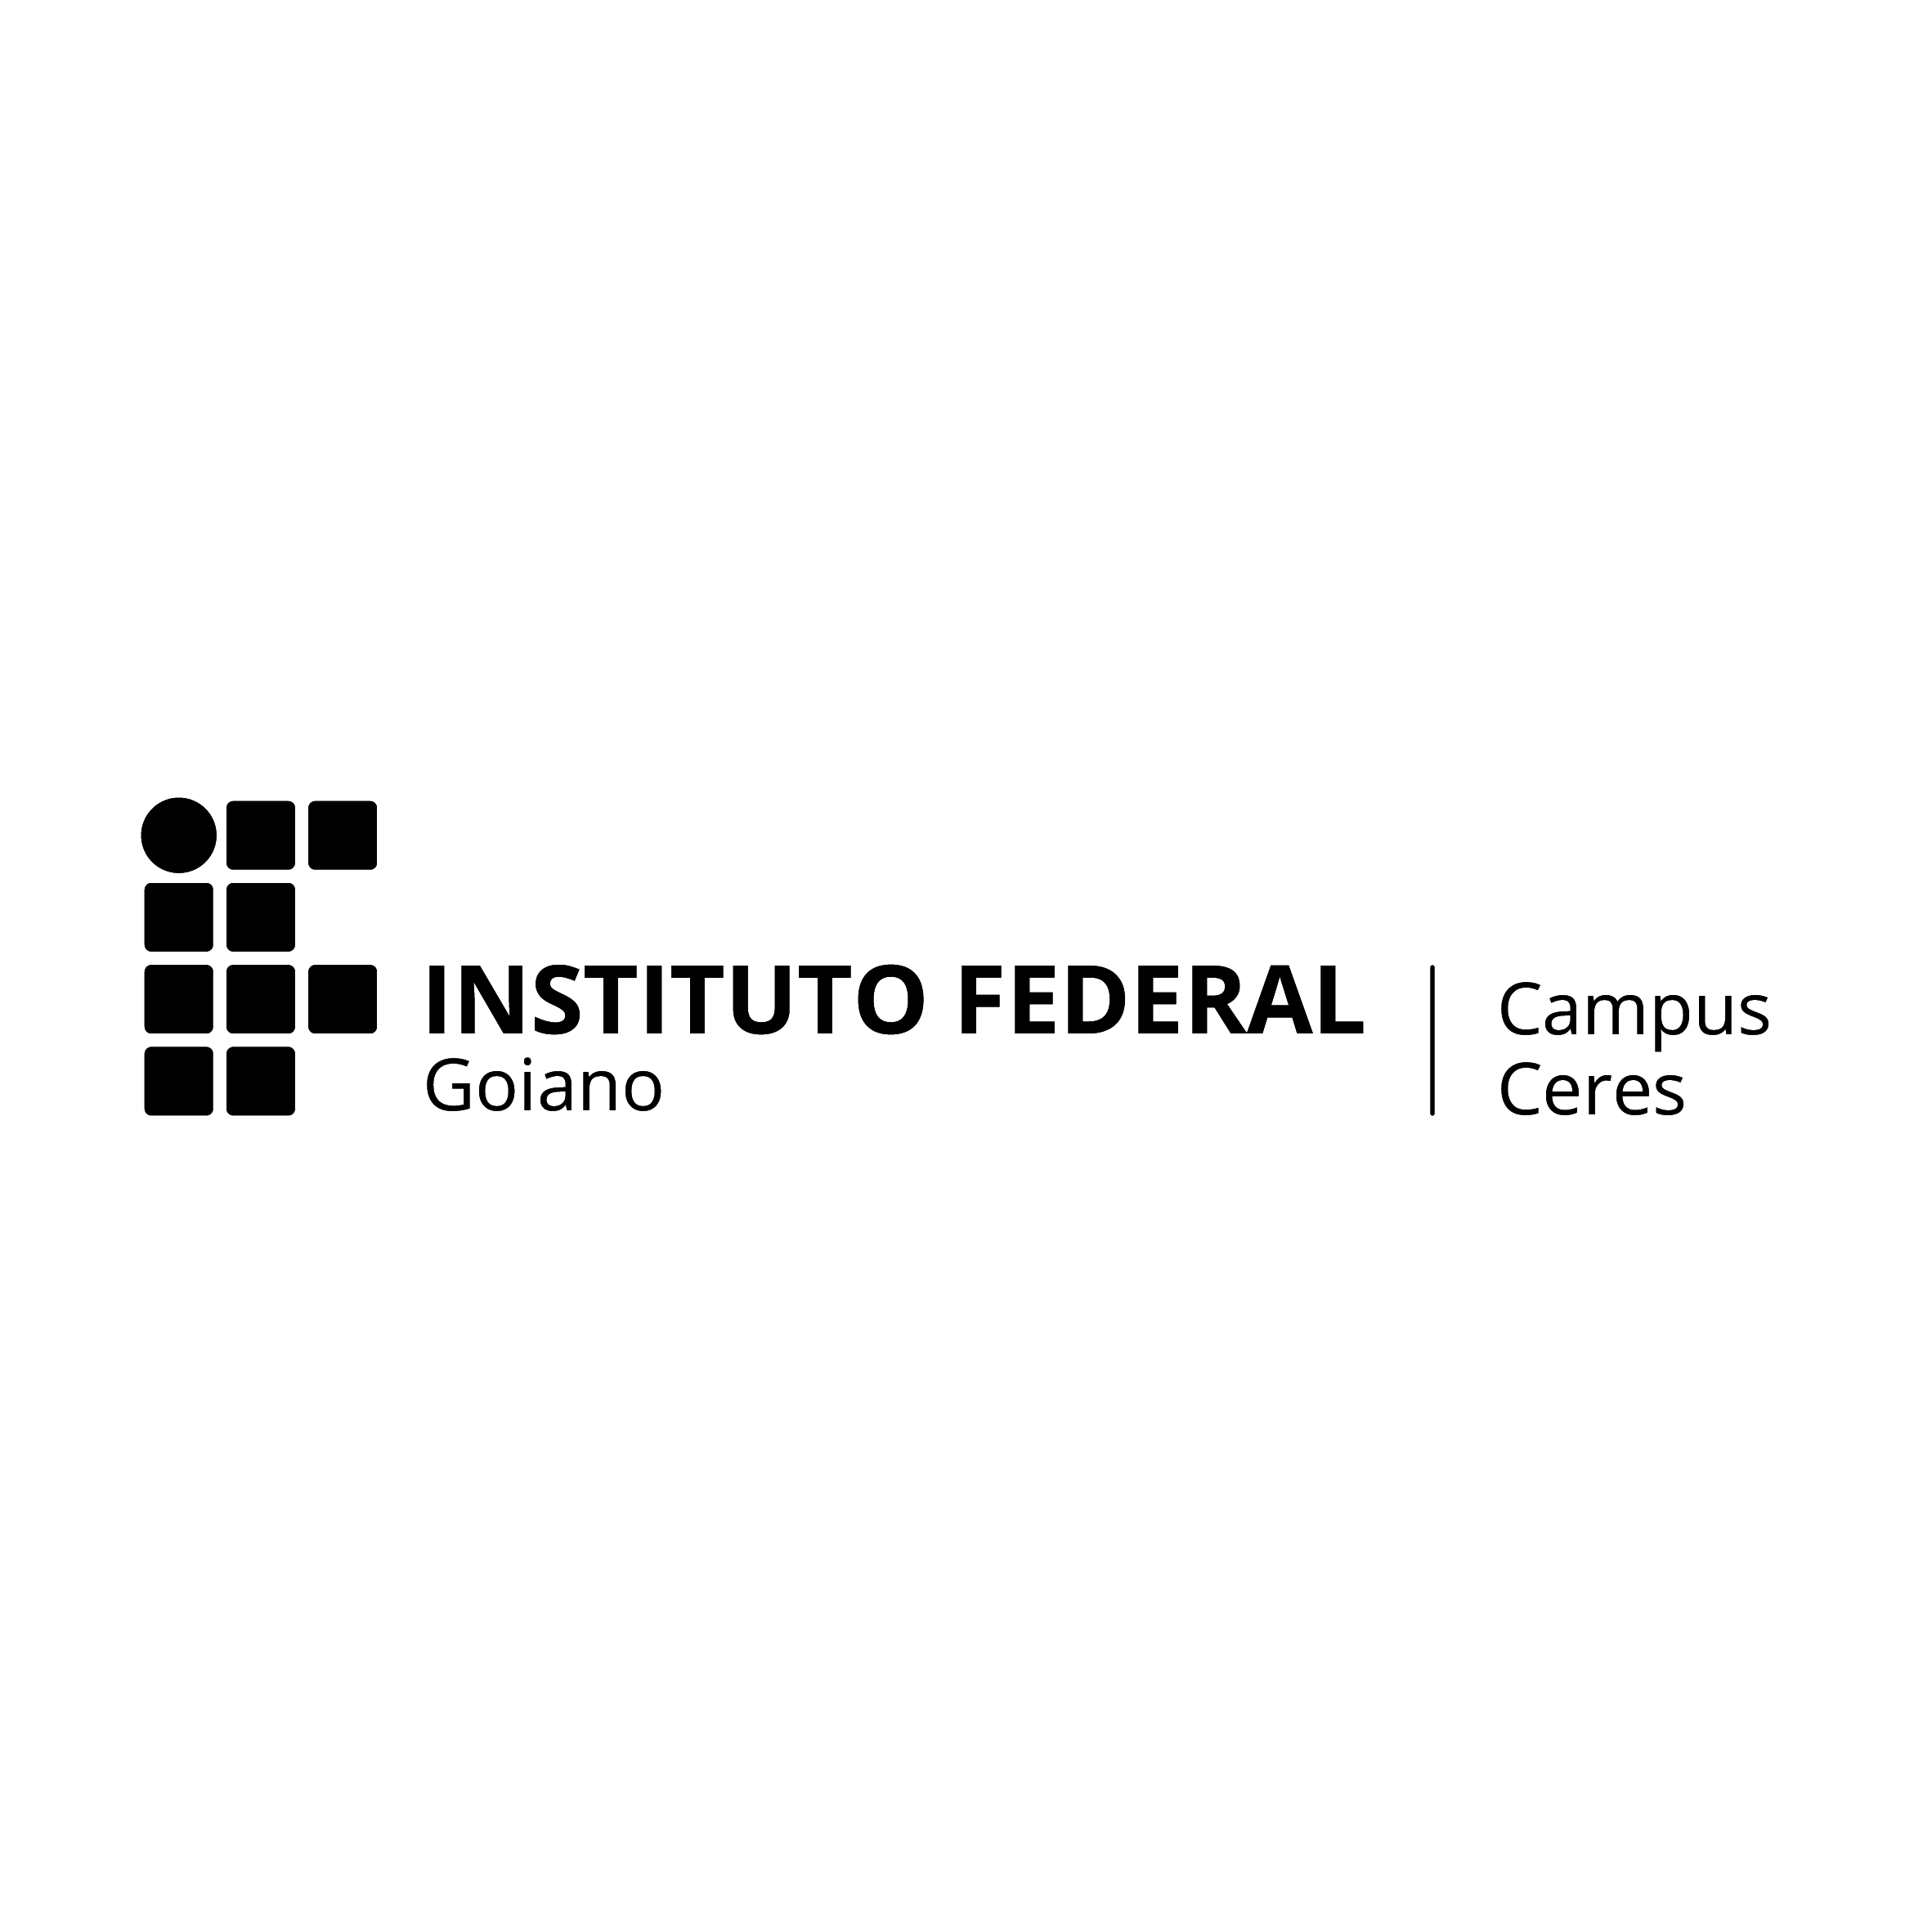 INSTITUTO FEDERAL
Goiano
Campus
Ceres